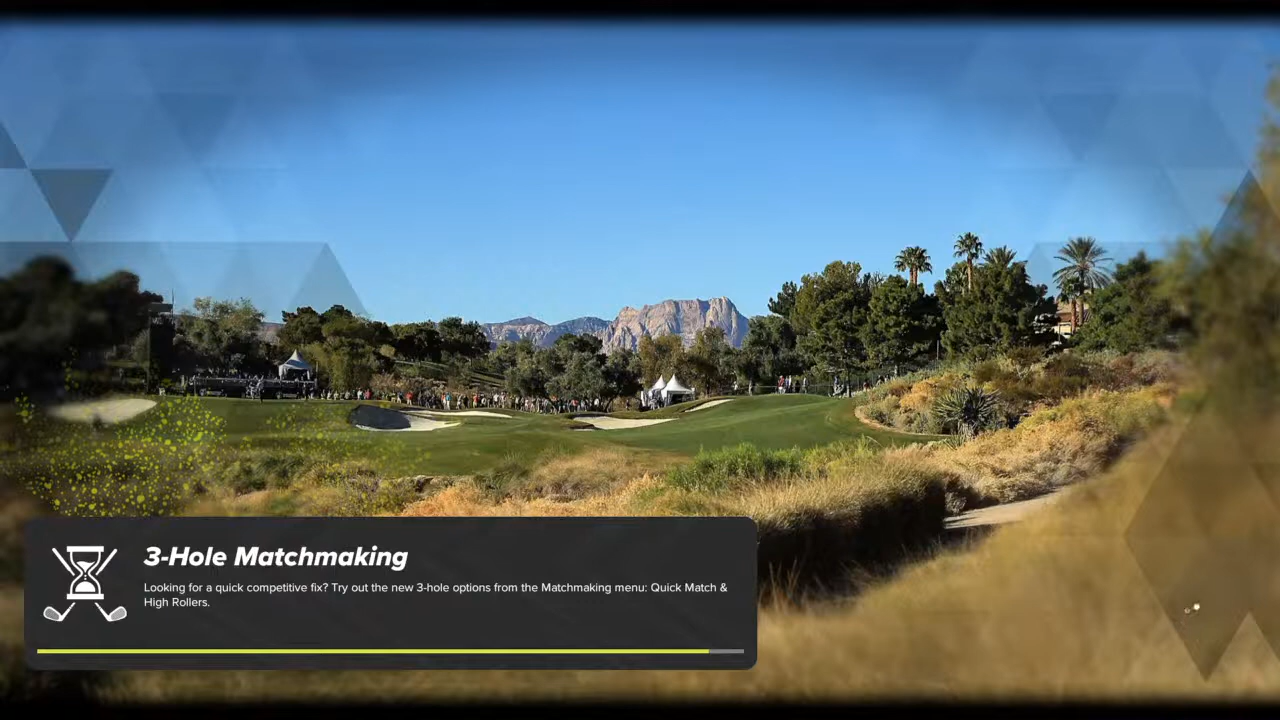 3-Hole Matchmaking
Looking for a quick competitive fix? Try out the new 3-hole options from the Matchmaking menu: Quick Match &
High Rollers.